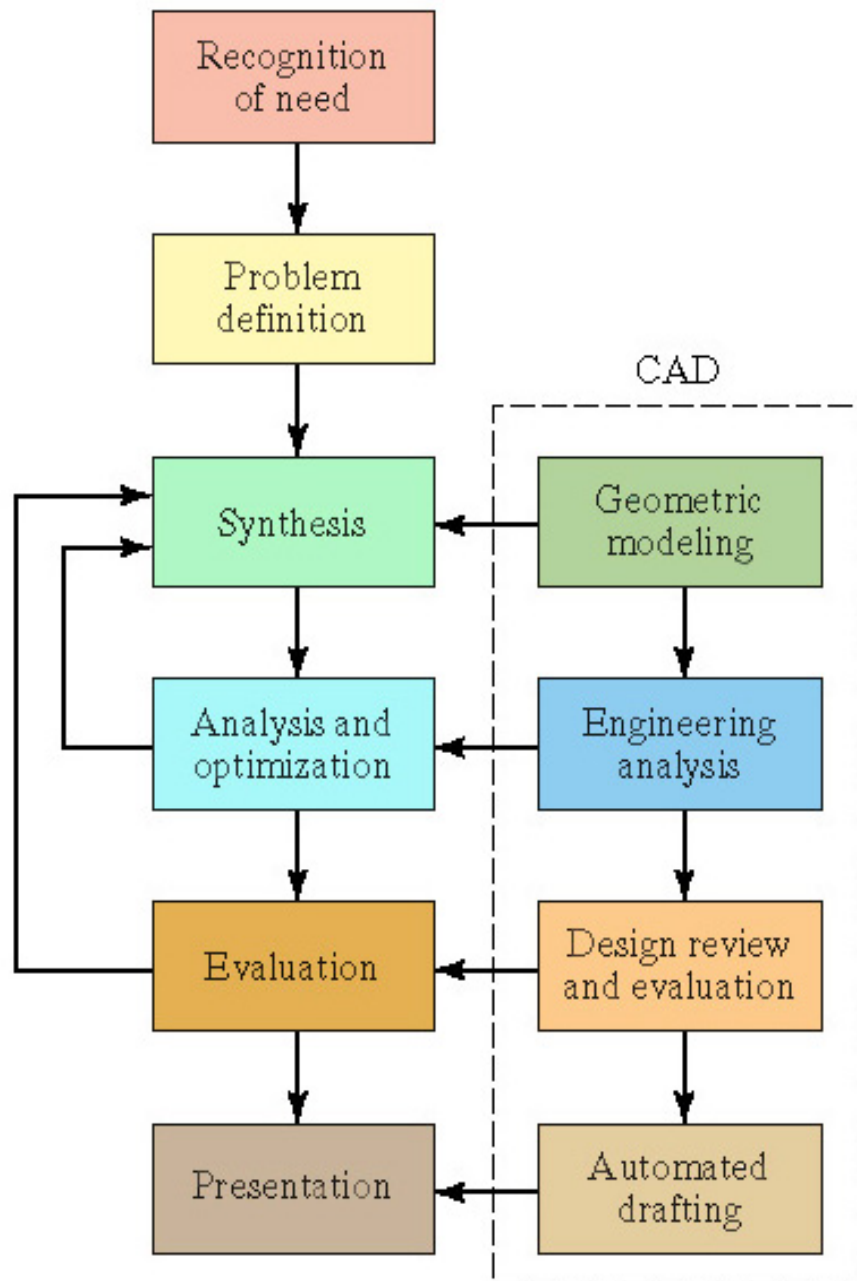 Recognition
of need
Problem
definition
CAD
Synthesis
Geometric
modeling
Analysis and
optimization
Engineering
analysis
Evaluation
Design review
and evaluation
Presentation
Automated
drafting